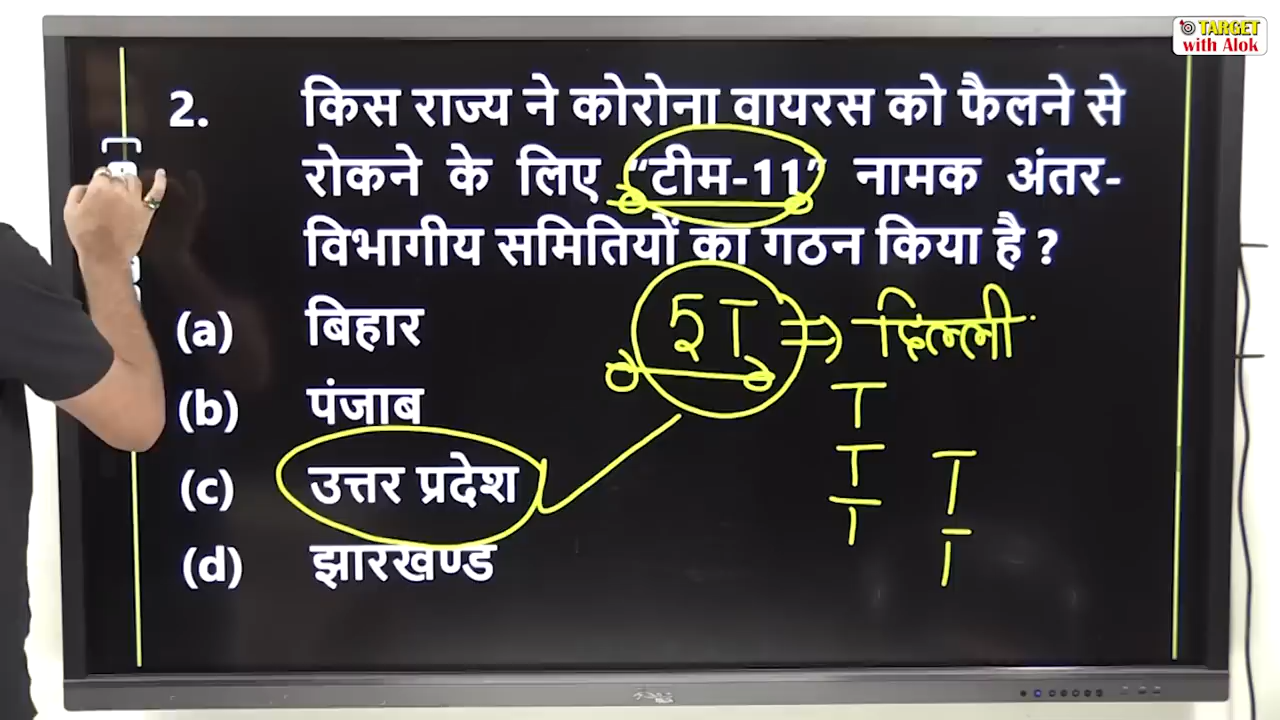 TARGET
with Alok
2. किस राज्य ने कोरोना वायरस को फैलने से
रोकने के लिए “टीम-11” नामक अंतर-
विभागीय समितियों का गठन किया है ?
(a) बिहार
(b) पंजाब
(c) उत्तर प्रदेश
(d) झारखण्ड
5T ⇒ दिल्ली
T
T T
T T